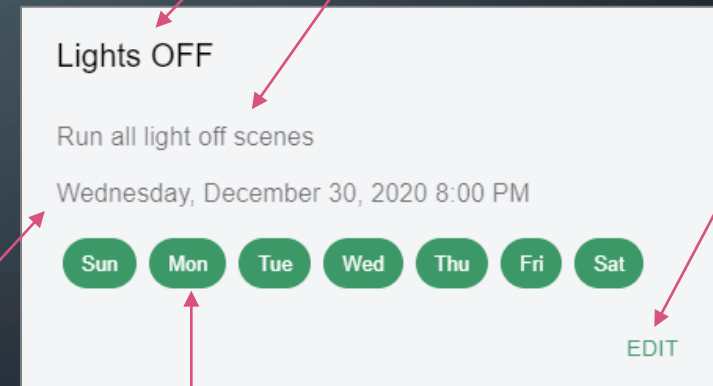 Lights OFF
Run all light off scenes
Wednesday, December 30, 2020 8:00 PM
Sun Mon Tue Wed Thu Fri Sat
EDIT